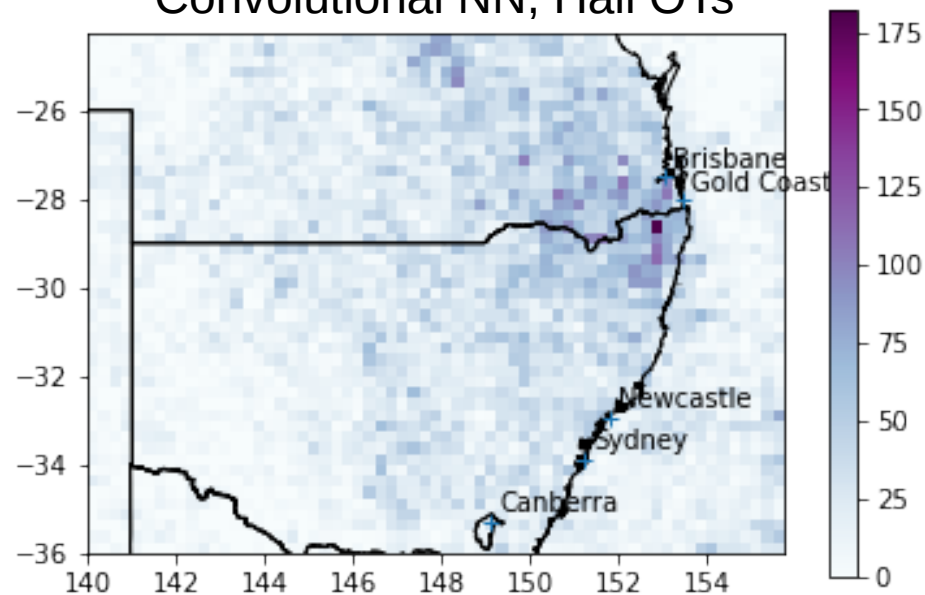 Convolutional NN, Hail OTs
175
150
125
100
75
50
25
0
−26
−28
−30
−32
−34
−36
140 142 144 146 148 150 152 154
Brisbane
Gold Coast
Newcastle
Sydney
Canberra